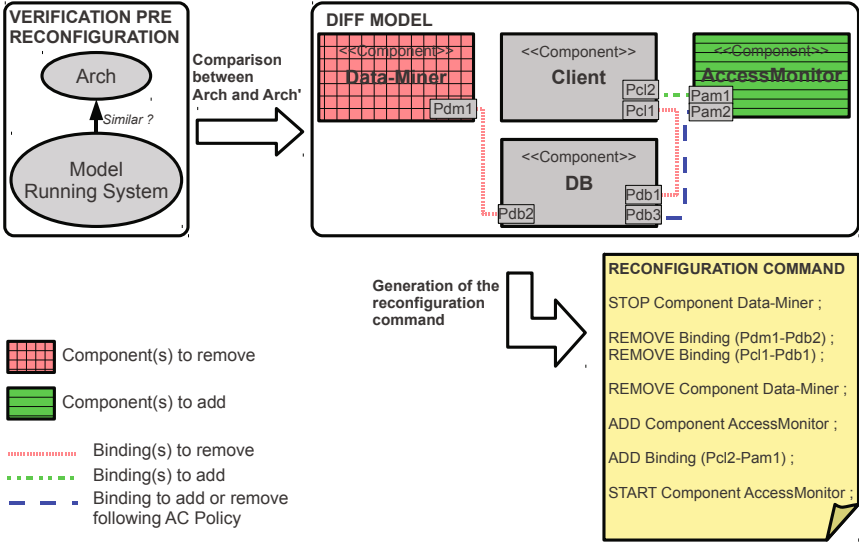 VERIFICATION PRE
RECONFIGURATION
Arch
Similar ?
Model
Running System
Comparison
between
Arch and Arch'
DIFF MODEL
<<Component>>
Data-Miner
Pdm1
<<Component>>
Client
Pcl2
Pcl1
<<Component>>
AccessMonitor
Pam1
Pam2
<<Component>>
DB
Pdb1
Pdb2
Pdb3
Generation of the
reconfiguration
command
RECONFIGURATION COMMAND
STOP Component Data-Miner ;
REMOVE Binding (Pdm1-Pdb2) ;
REMOVE Binding (Pcl1-Pdb1) ;
REMOVE Component Data-Miner ;
ADD Component AccessMonitor ;
ADD Binding (Pcl2-Pam1) ;
START Component AccessMonitor ;
Component(s) to remove
Component(s) to add
Binding(s) to remove
Binding(s) to add
Binding to add or remove
following AC Policy